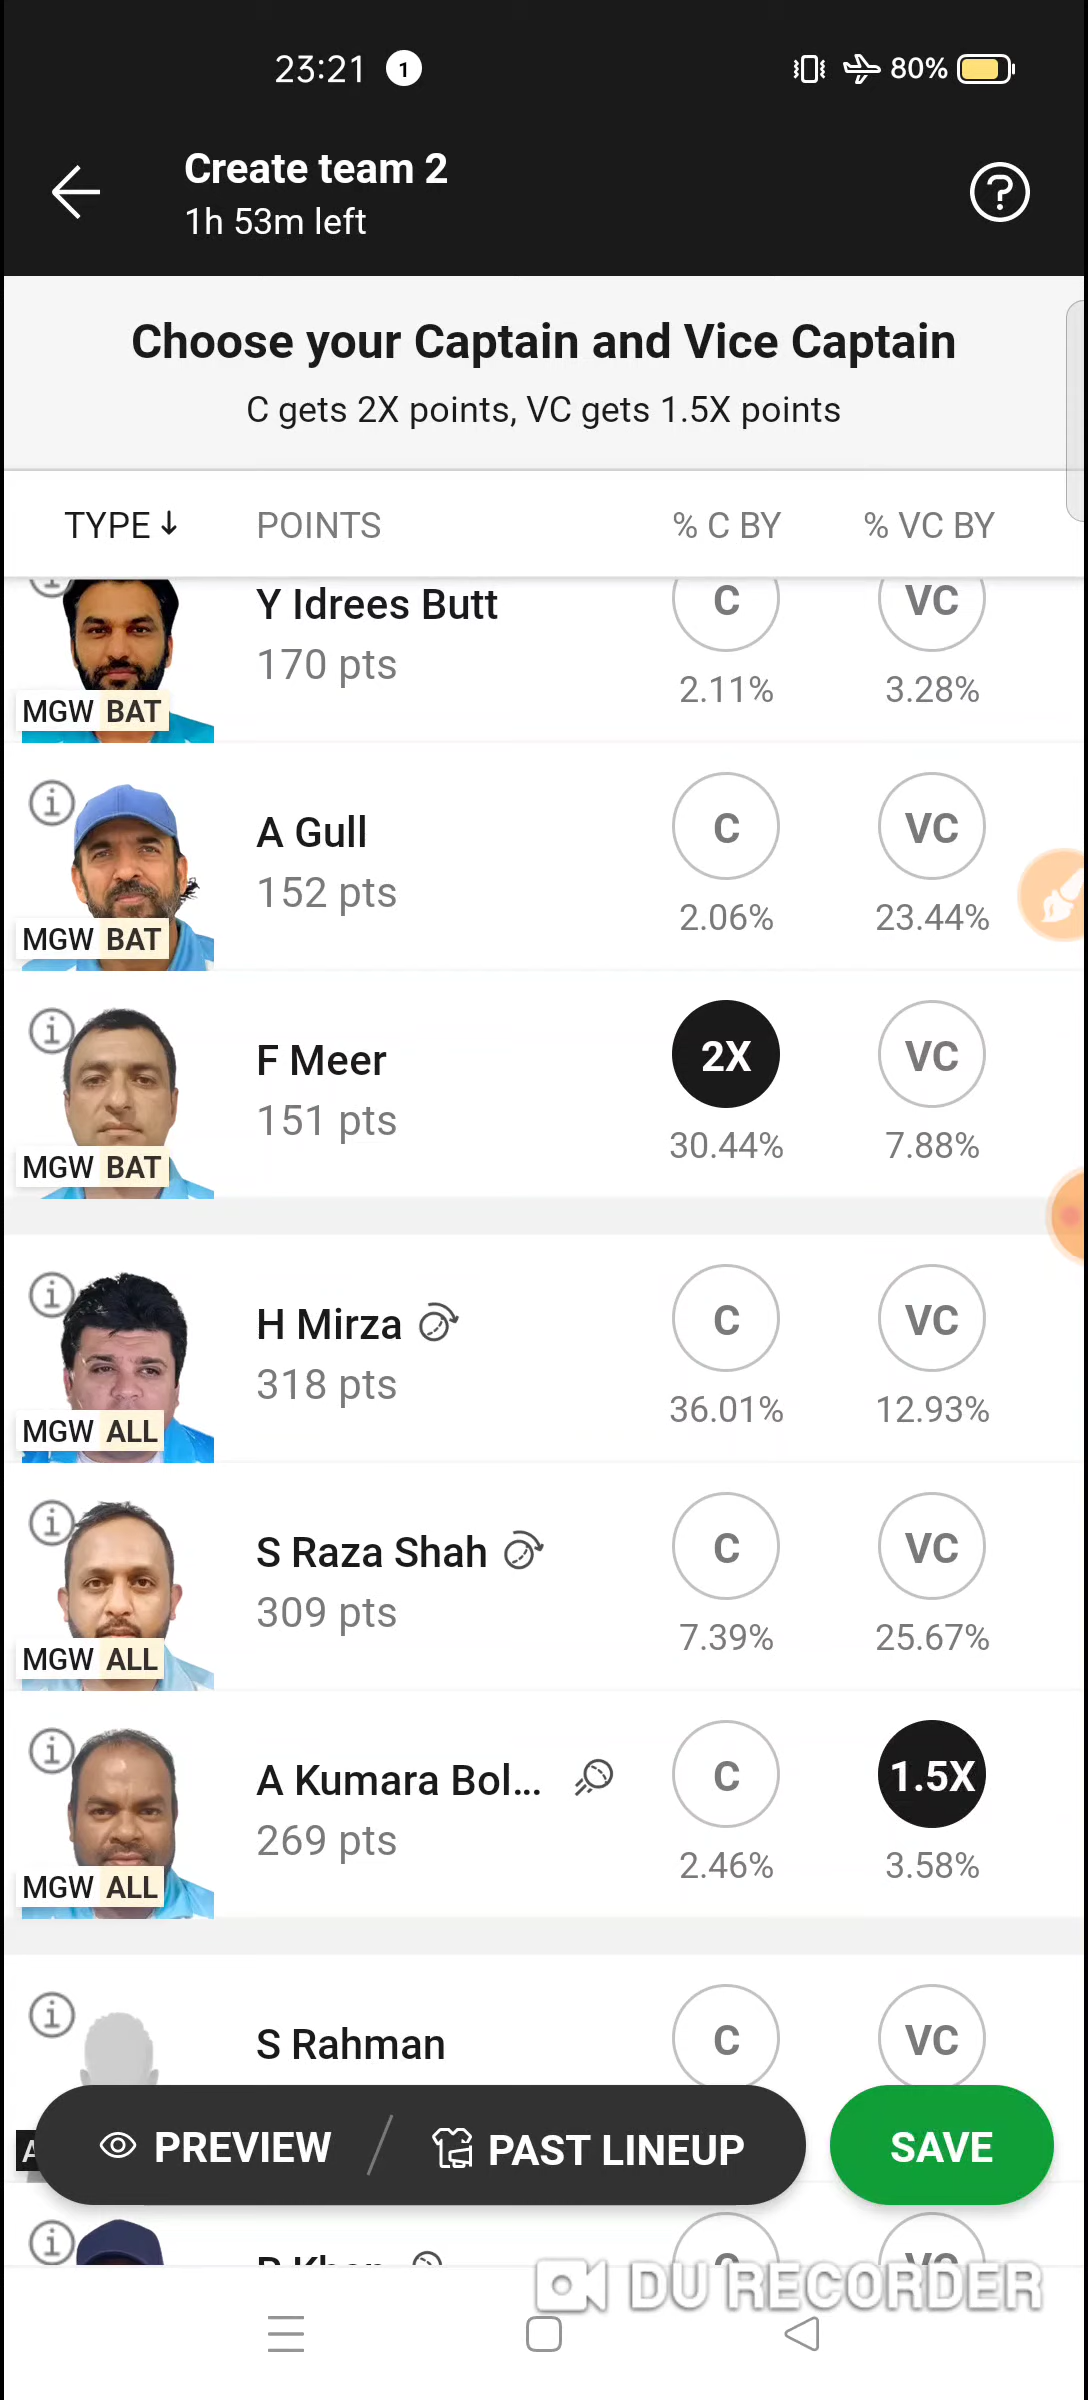 23:21 1 80%
Create team 2
1h 53m left
Choose your Captain and Vice Captain
C gets 2X points, VC gets 1.5X points
TYPE POINTS % C BY % VC BY
Y Idrees Butt C VC
170 pts
2.11% 3.28%
MGW BAT
A Gull C VC
152 pts
2.06% 23.44%
MGW BAT
F Meer 2X VC
151 pts
30.44% 7.88%
MGW BAT
H Mirza C VC
318 pts
36.01% 12.93%
MGW ALL
S Raza Shah C VC
309 pts
7.39% 25.67%
MGW ALL
A Kumara Bol... C 1.5X
269 pts
2.46% 3.58%
MGW ALL
S Rahman C VC
PREVIEW / PAST LINEUP SAVE
DU RECORDER